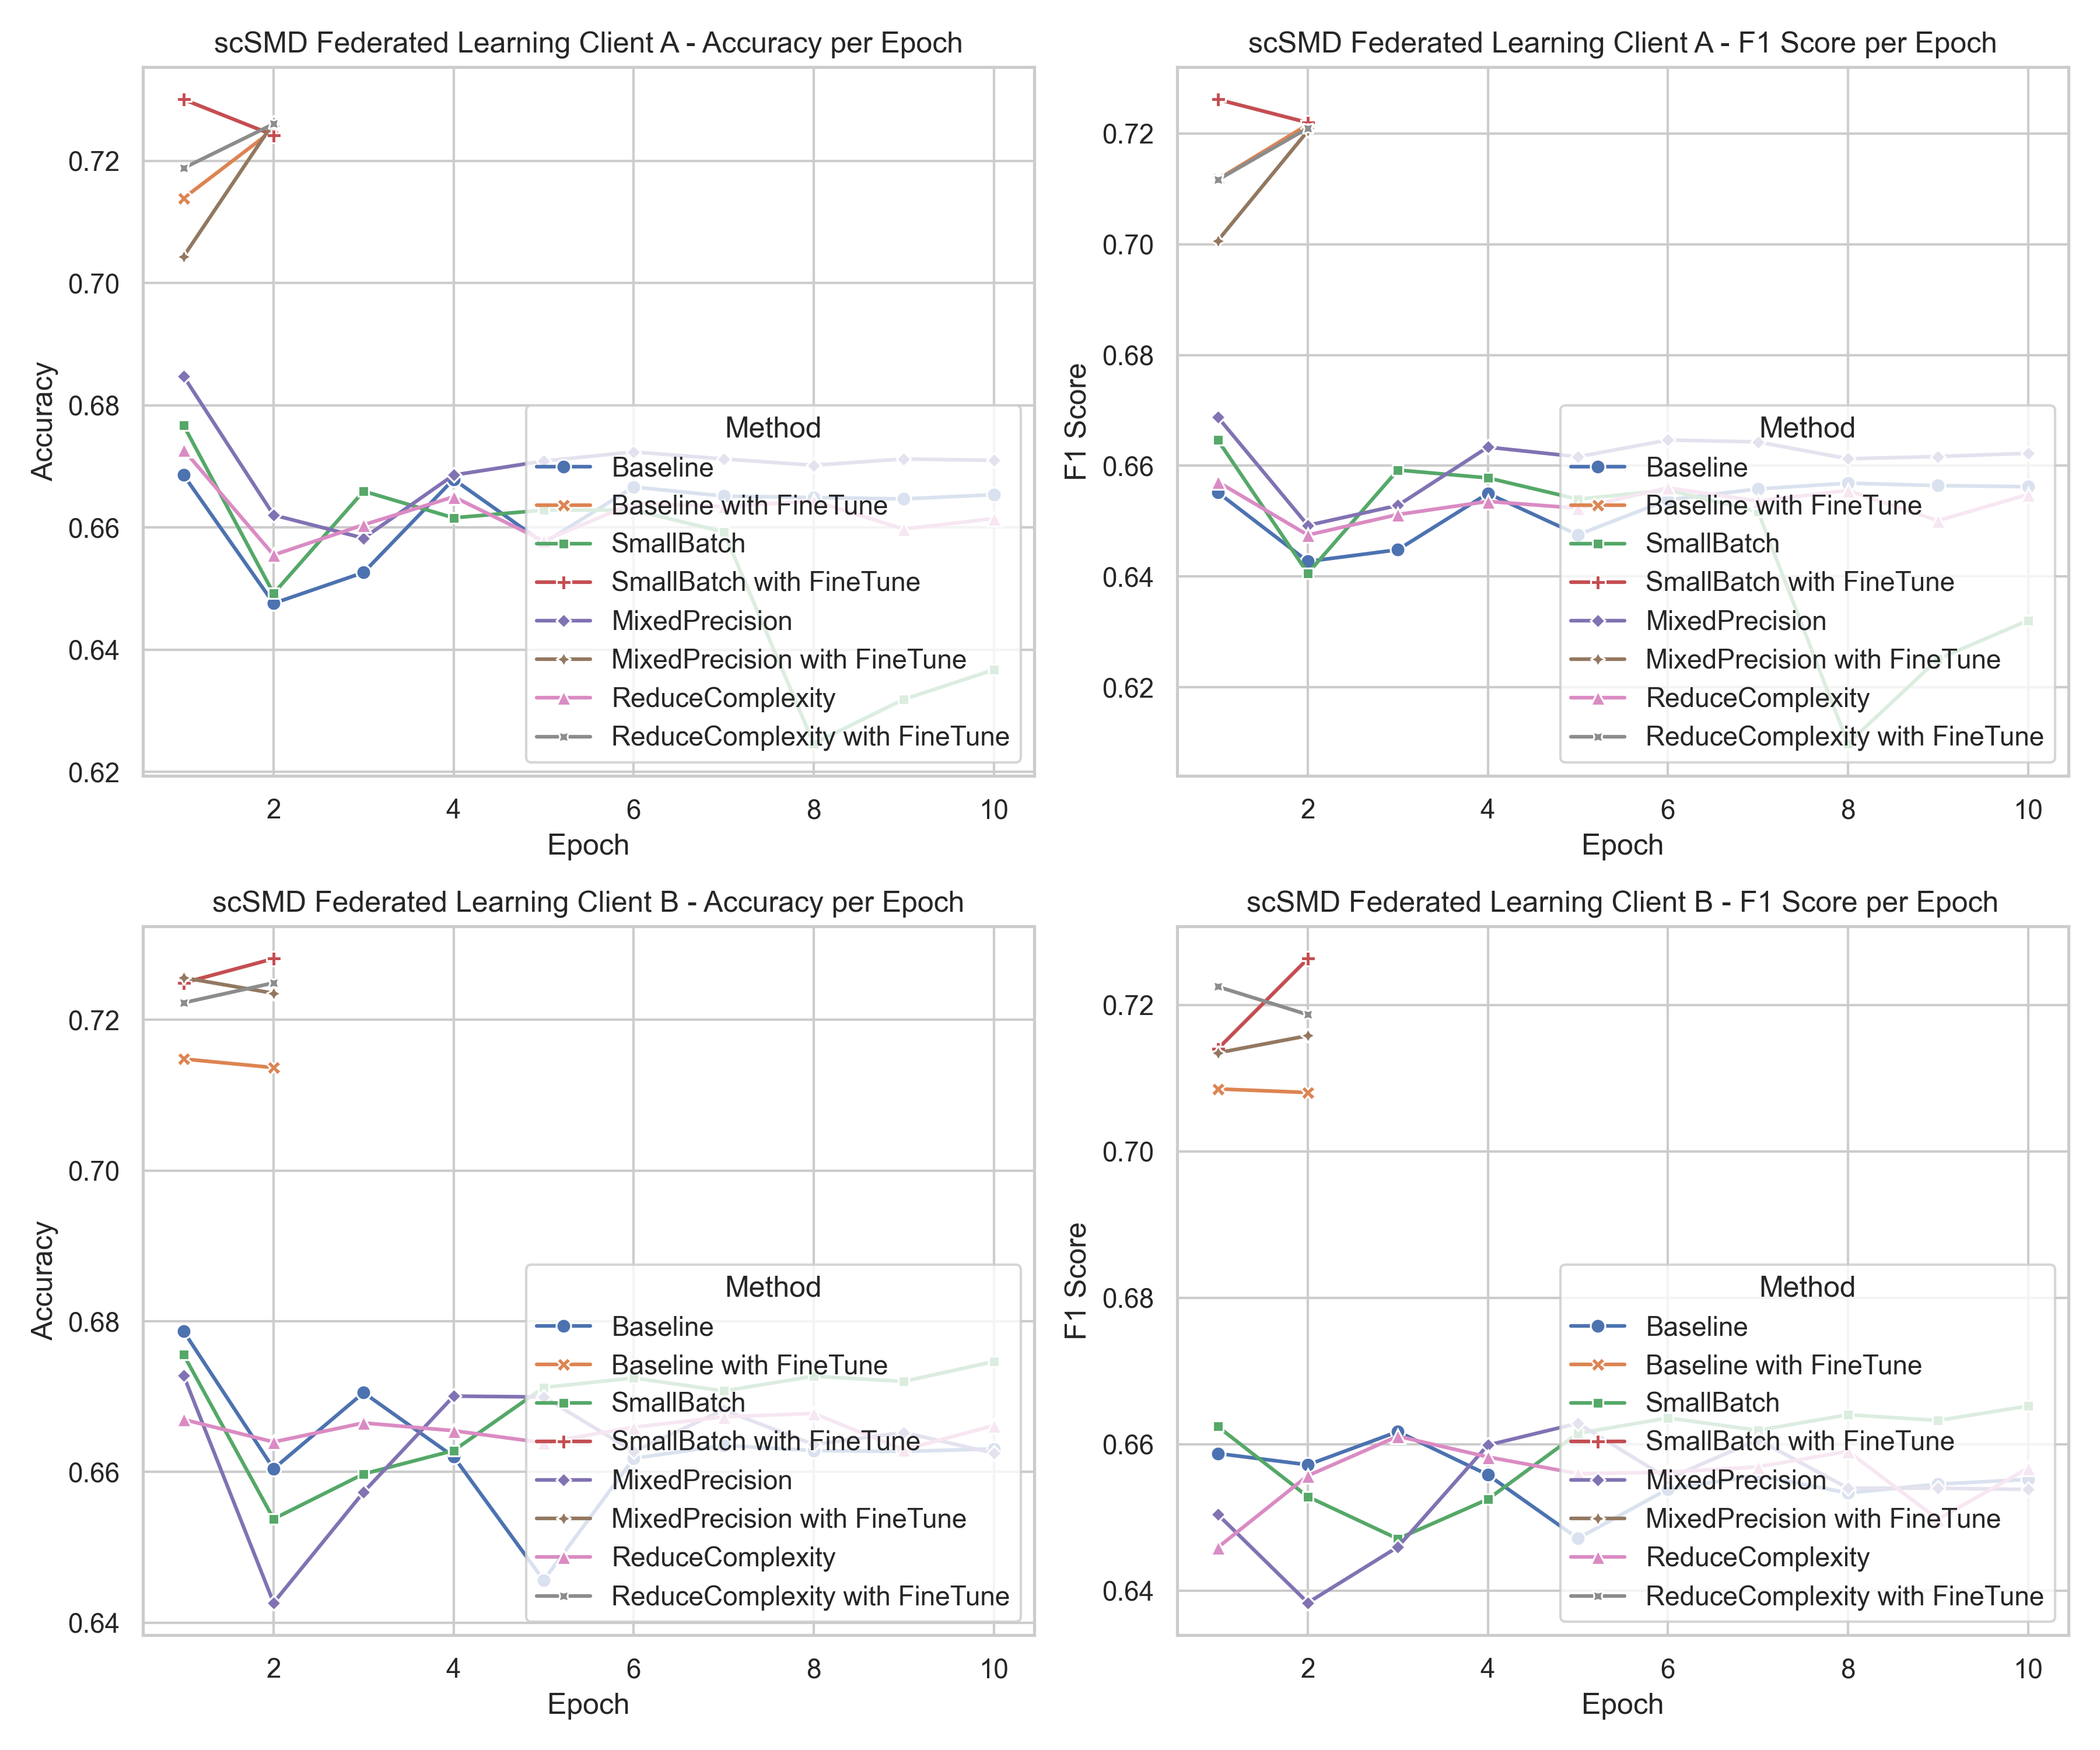 scSMD Federated Learning Client A - Accuracy per Epoch
Accuracy
0.72
0.70
0.68
0.66
0.64
0.62
Method
Baseline
Baseline with FineTune
SmallBatch
SmallBatch with FineTune
MixedPrecision
MixedPrecision with FineTune
ReduceComplexity
ReduceComplexity with FineTune
2 4 6 8 10
Epoch
scSMD Federated Learning Client A - F1 Score per Epoch
F1 Score
0.72
0.70
0.68
0.66
0.64
0.62
Method
Baseline
Baseline with FineTune
SmallBatch
SmallBatch with FineTune
MixedPrecision
MixedPrecision with FineTune
ReduceComplexity
ReduceComplexity with FineTune
2 4 6 8 10
Epoch
scSMD Federated Learning Client B - Accuracy per Epoch
Accuracy
0.72
0.70
0.68
0.66
0.64
Method
Baseline
Baseline with FineTune
SmallBatch
SmallBatch with FineTune
MixedPrecision
MixedPrecision with FineTune
ReduceComplexity
ReduceComplexity with FineTune
2 4 6 8 10
Epoch
scSMD Federated Learning Client B - F1 Score per Epoch
F1 Score
0.72
0.70
0.68
0.66
0.64
Method
Baseline
Baseline with FineTune
SmallBatch
SmallBatch with FineTune
MixedPrecision
MixedPrecision with FineTune
ReduceComplexity
ReduceComplexity with FineTune
2 4 6 8 10
Epoch